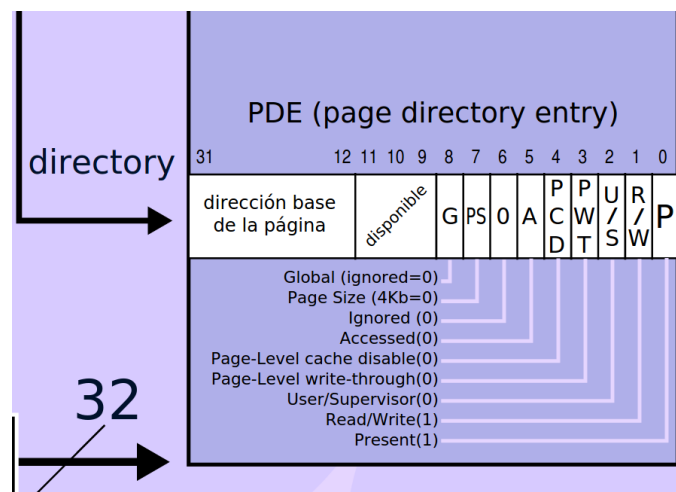 PDE (page directory entry)
directory
31 12 11 10 9 8 7 6 5 4 3 2 1 0
dirección base
de la página
disponible
G
PS
0
A
PCD
PWT
U/S
R/W
P
Global (ignored=0)
Page Size (4Kb=0)
Ignored (0)
Accessed(0)
Page-Level cache disable(0)
Page-Level write-through(0)
User/Supervisor(0)
Read/Write(1)
Present(1)
32